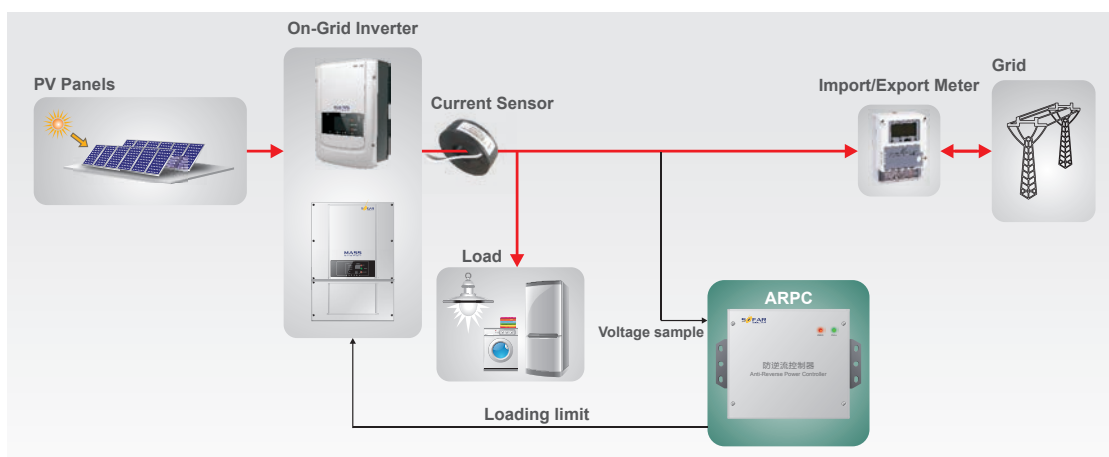 On-Grid Inverter
PV Panels
Current Sensor
Import/Export Meter
Grid
Load
ARPC
Voltage sample
防逆流控制器
Anti-Reverse Power Controller
Loading limit